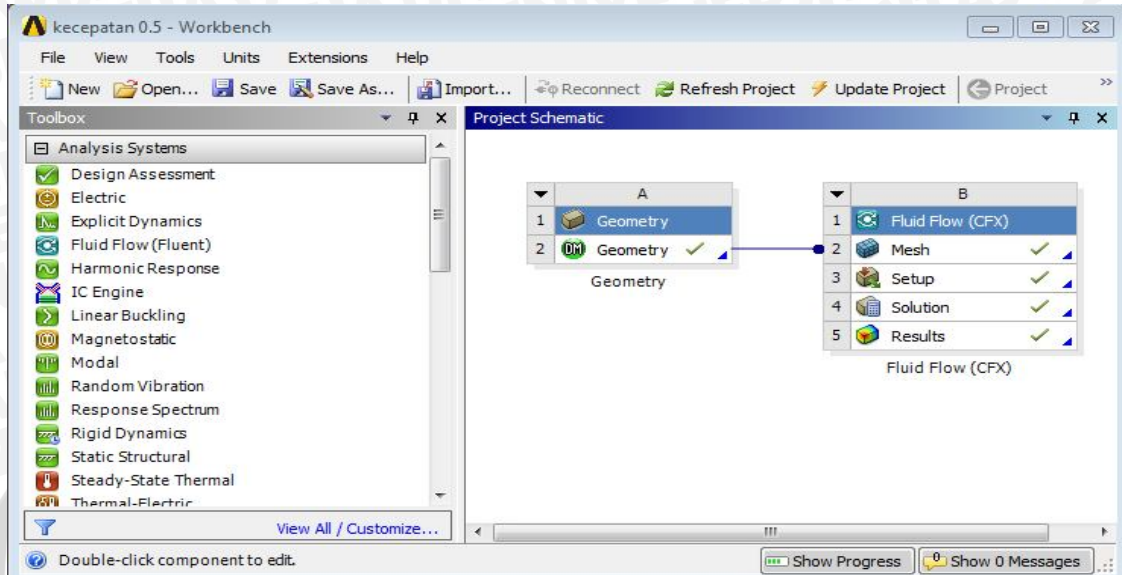 kecepatan 0.5 - Workbench
File View Tools Units Extensions Help
New Open... Save Save As... Import... Reconnect Refresh Project Update Project Project »
Toolbox
Project Schematic
Analysis Systems
Design Assessment
Electric
Explicit Dynamics
Fluid Flow (Fluent)
Harmonic Response
IC Engine
Linear Buckling
Magnetostatic
Modal
Random Vibration
Response Spectrum
Rigid Dynamics
Static Structural
Steady-State Thermal
Thermal-Electric
View All / Customize...
A
1 Geometry
2 DM Geometry
Geometry
B
1 Fluid Flow (CFX)
2 Mesh
3 Setup
4 Solution
5 Results
Fluid Flow (CFX)
Double-click component to edit.
Show Progress
0 Show 0 Messages